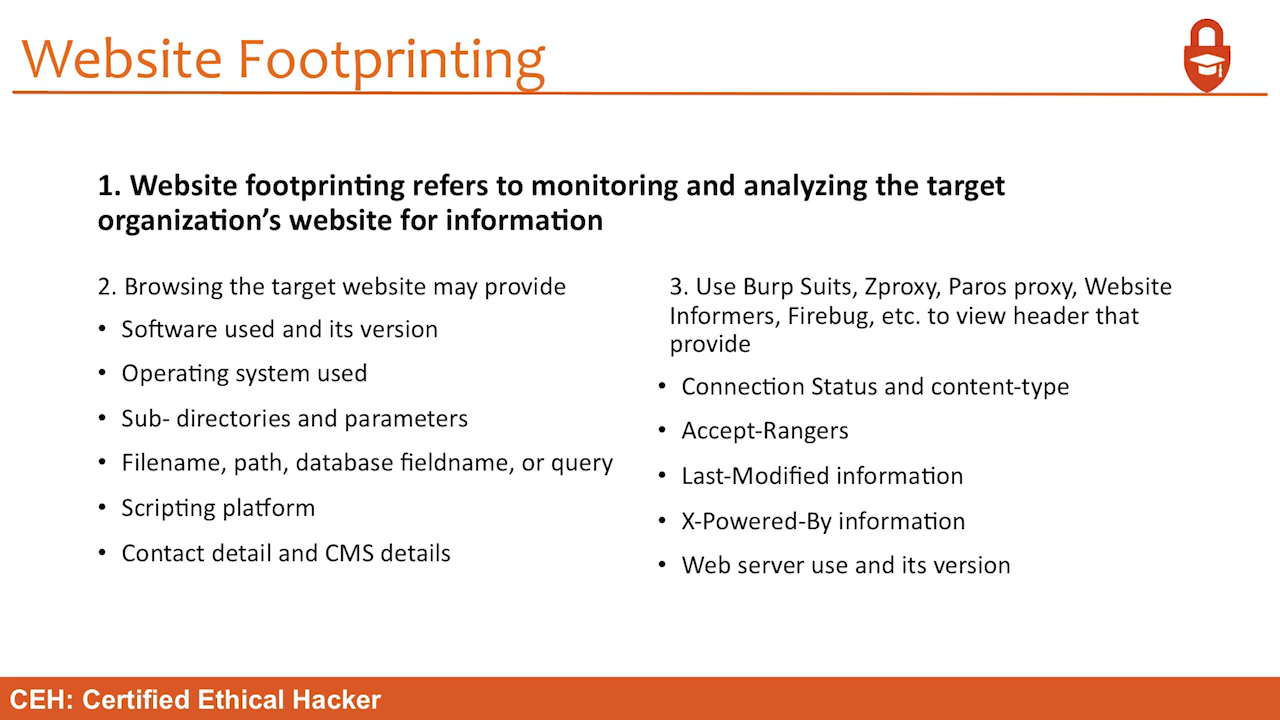 Website Footprinting
1. Website footprinting refers to monitoring and analyzing the target
organization’s website for information
2. Browsing the target website may provide
• Software used and its version
• Operating system used
• Sub- directories and parameters
• Filename, path, database fieldname, or query
• Scripting platform
• Contact detail and CMS details
3. Use Burp Suits, Zproxy, Paros proxy, Website
Informers, Firebug, etc. to view header that
provide
• Connection Status and content-type
• Accept-Rangers
• Last-Modified information
• X-Powered-By information
• Web server use and its version
CEH: Certified Ethical Hacker